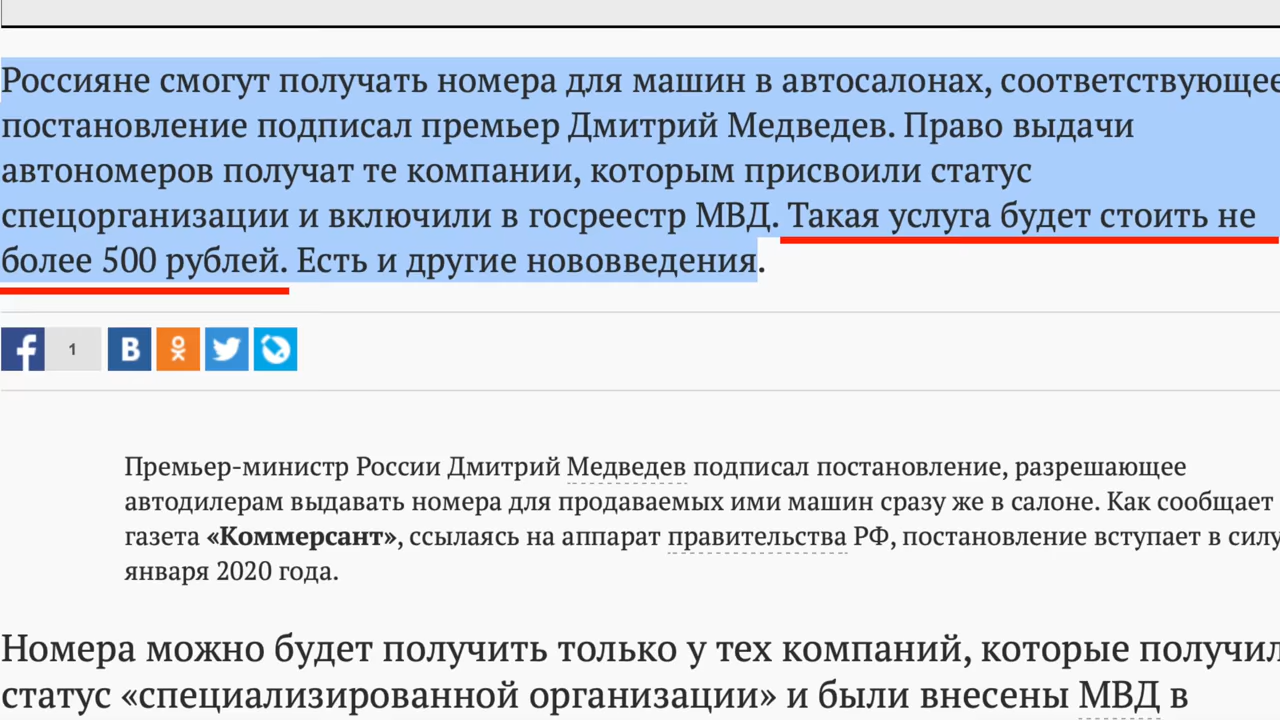 Россияне смогут получать номера для машин в автосалонах, соответствующее
постановление подписал премьер Дмитрий Медведев. Право выдачи
автономеров получат те компании, которым присвоили статус
спецорганизации и включили в госреестр МВД. Такая услуга будет стоить не
более 500 рублей. Есть и другие нововведения.
1
Премьер-министр России Дмитрий Медведев подписал постановление, разрешающее
автодилерам выдавать номера для продаваемых ими машин сразу же в салоне. Как сообщает
газета «Коммерсант», ссылаясь на аппарат правительства РФ, постановление вступает в силу
января 2020 года.
Номера можно будет получить только у тех компаний, которые получил
статус «специализированной организации» и были внесены МВД в